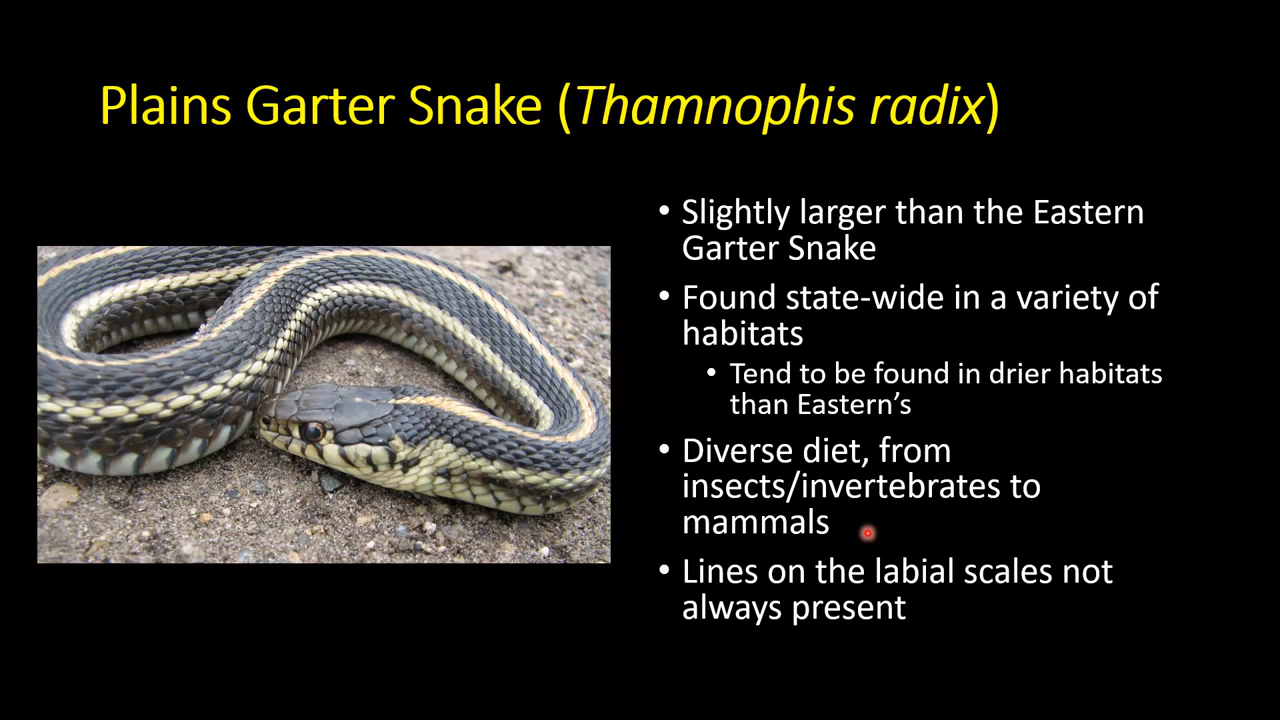 Plains Garter Snake (Thamnophis radix)
• Slightly larger than the Eastern
Garter Snake
• Found state-wide in a variety of
habitats
• Tend to be found in drier habitats
than Eastern’s
• Diverse diet, from
insects/invertebrates to
mammals
• Lines on the labial scales not
always present